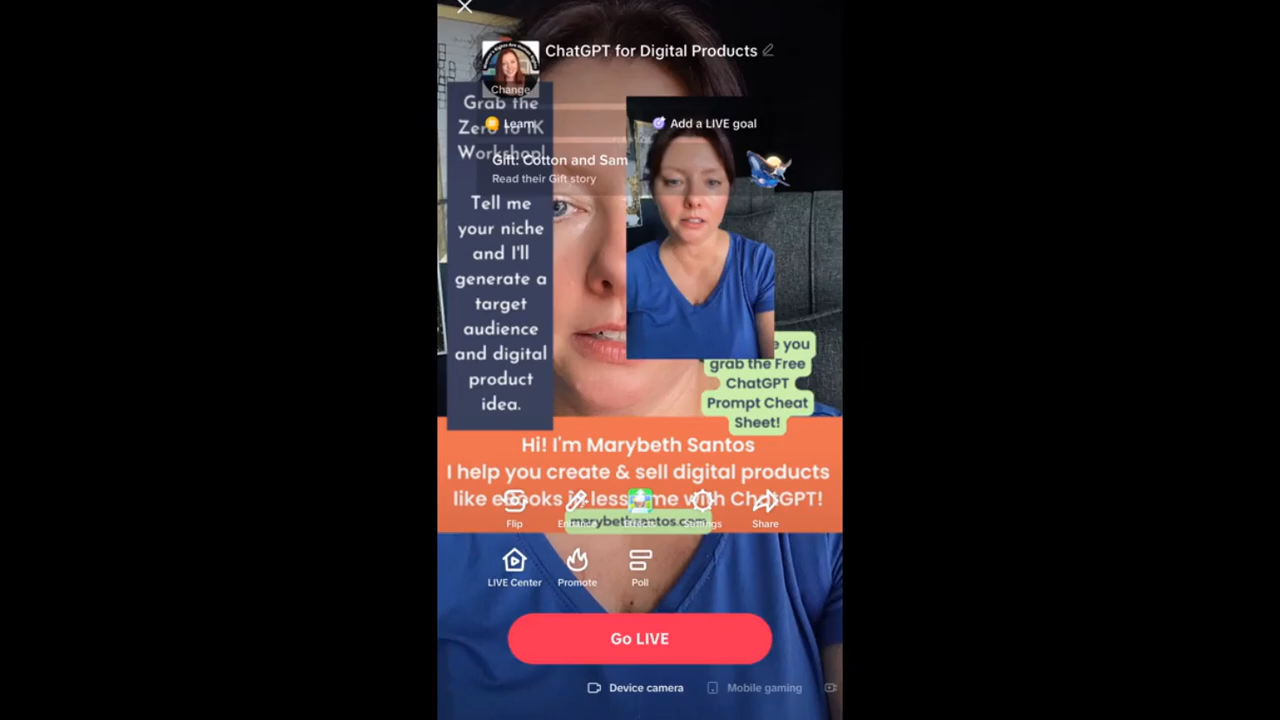 ChatGPT for Digital Products
Change
Grab the
Zero to 1K
Workshop!
Learn
Add a LIVE goal
Gift: Cotton and Sam
Read their Gift story
Tell me
your niche
and I'll
generate a
target
audience
and digital
product
idea.
you
grab the Free
ChatGPT
Prompt Cheat
Sheet!
Hi! I'm Marybeth Santos
I help you create & sell digital products
like ebooks in less time with ChatGPT!
marybethsantos.com
Flip
Settings
Share
LIVE Center
Promote
Poll
Go LIVE
Device camera
Mobile gaming